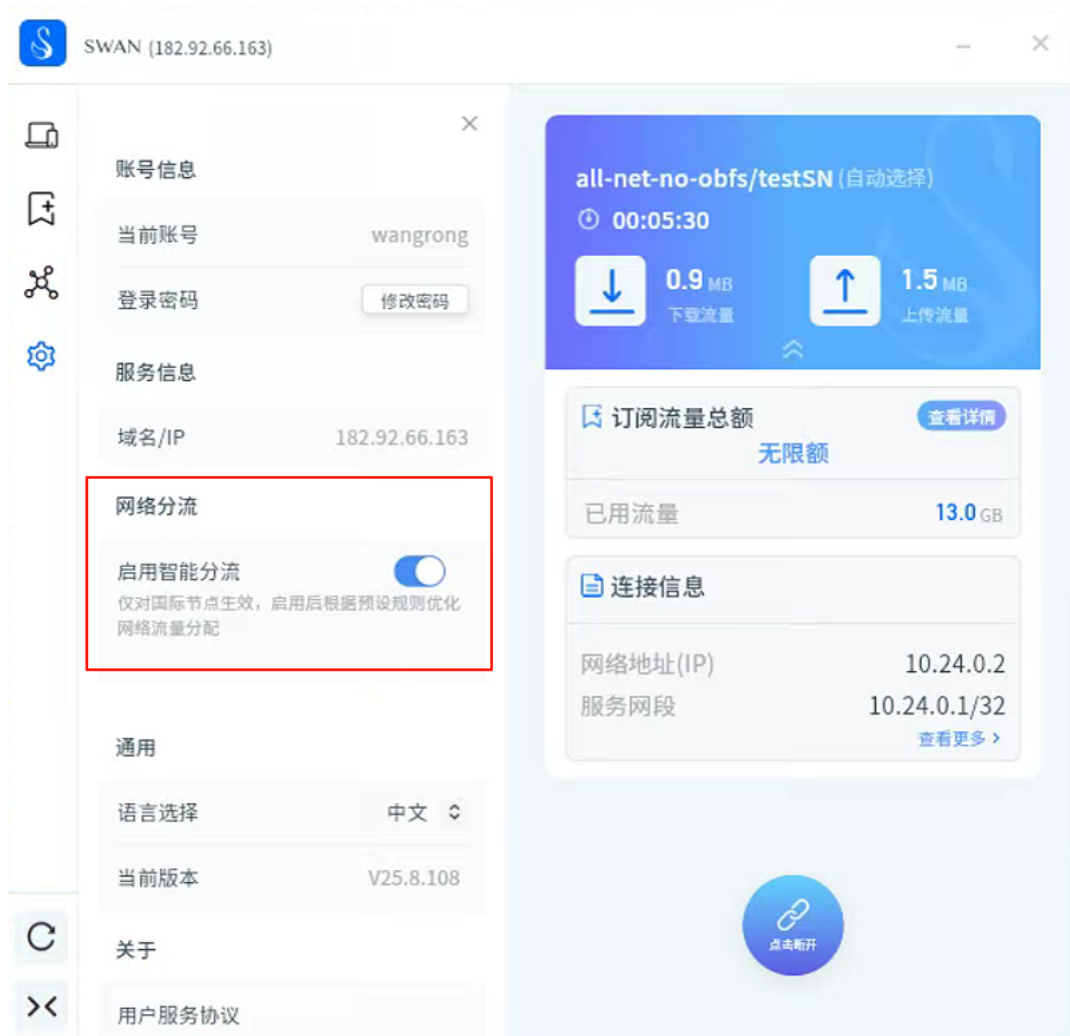 SWAN (182.92.66.163)
账号信息
当前账号 wangrong
登录密码 修改密码
服务信息
域名/IP 182.92.66.163
网络分流
启用智能分流
仅对国际节点生效，启用后根据预设规则优化
网络流量分配
通用
语言选择 中文
当前版本 V25.8.108
关于
用户服务协议
all-net-no-obfs/testSN (自动选择)
00:05:30
0.9 MB 1.5 MB
下载流量 上传流量
订阅流量总额 查看详情
无限额
已用流量 13.0 GB
连接信息
网络地址(IP) 10.24.0.2
服务网段 10.24.0.1/32
查看更多
点击断开